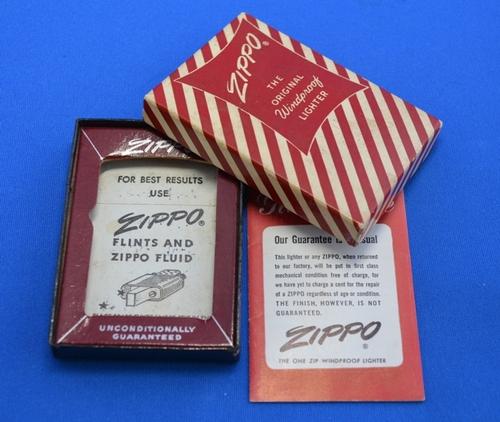 ZIPPO®
THE
ORIGINAL
Windproof
LIGHTER
FOR BEST RESULTS
USE
ZIPPO®
FLINTS AND
ZIPPO FLUID
UNCONDITIONALLY
GUARANTEED
Our Guarantee is
This lighter or any ZIPPO, when returned
to our factory, will be put in first class
mechanical condition free of charge, for
we have yet to charge a cent for the repair
of a ZIPPO regardless of age or condition.
THE FINISH, HOWEVER, IS NOT
GUARANTEED.
ZIPPO®
THE ONE ZIP WINDPROOF LIGHTER